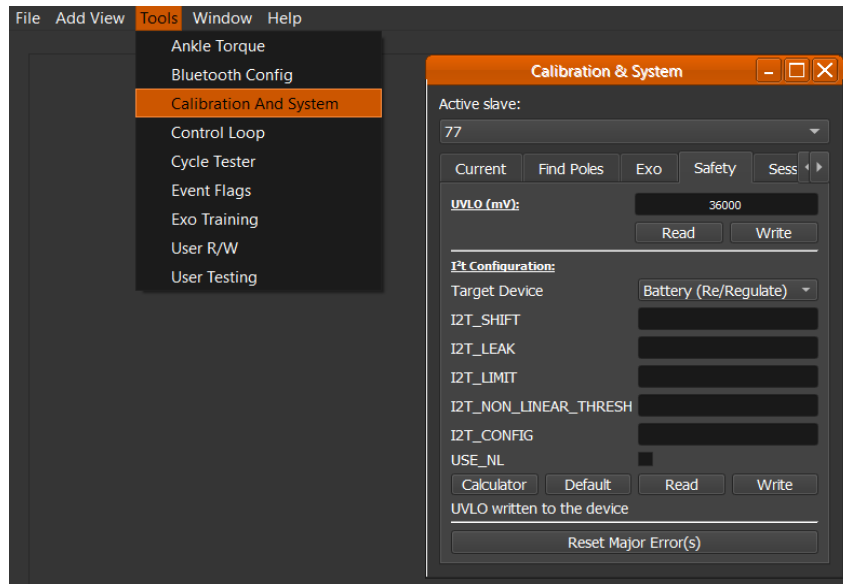 File Add View Tools Window Help
Ankle Torque
Bluetooth Config
Calibration And System
Control Loop
Cycle Tester
Event Flags
Exo Training
User R/W
User Testing
Calibration & System
Active slave:
77
Current Find Poles Exo Safety Sess
UVLO (mV): 36000
Read Write
I²t Configuration:
Target Device Battery (Re/Regulate)
I2T_SHIFT
I2T_LEAK
I2T_LIMIT
I2T_NON_LINEAR_THRESH
I2T_CONFIG
USE_NL
Calculator Default Read Write
UVLO written to the device
Reset Major Error(s)